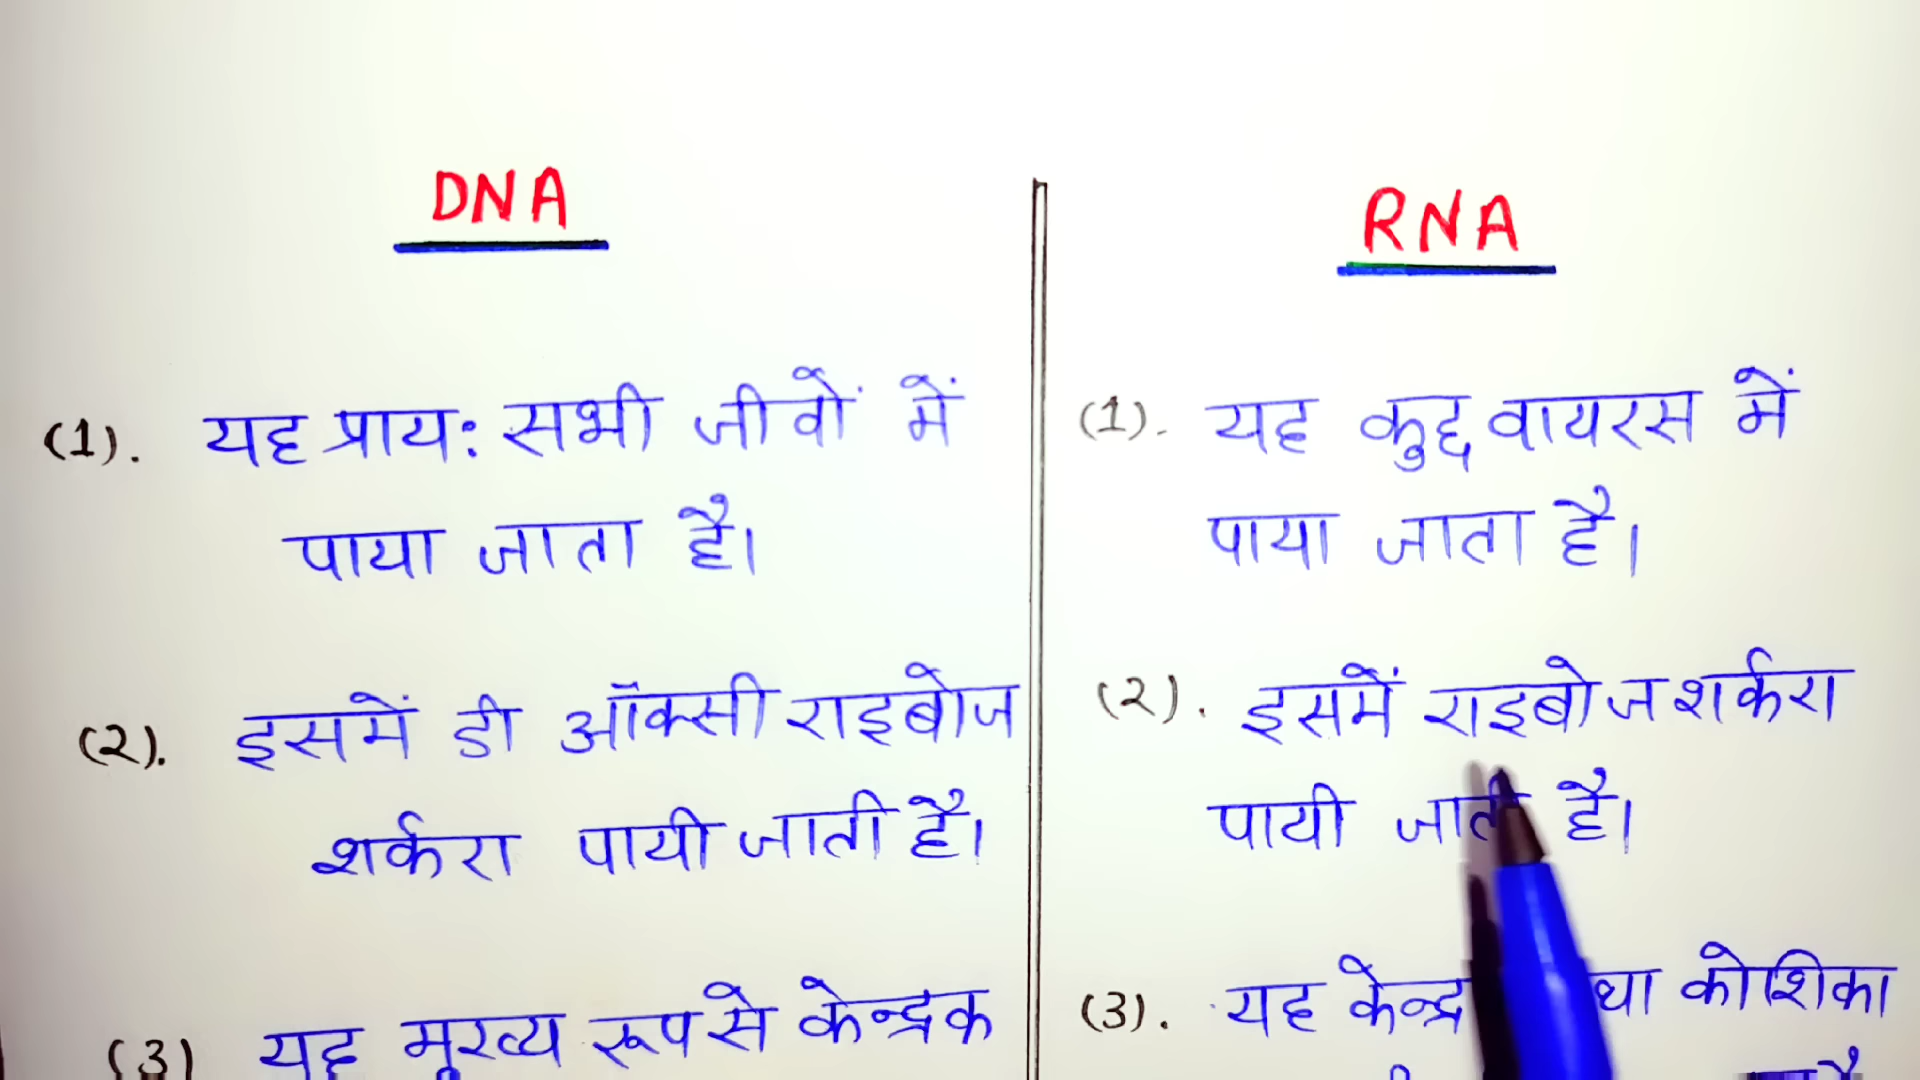 DNA
(1). यह प्राय: सभी जीवों में
पाया जाता है।
(2). इसमें डी ऑक्सी राइबोज
शर्करा पायी जाती है।
(3) यह मुख्य रूप से केन्द्रक
RNA
(1). यह कुछ वायरस में
पाया जाता है।
(2). इसमें राइबोज शर्करा
पायी जाती है।
(3). यह कोशिका